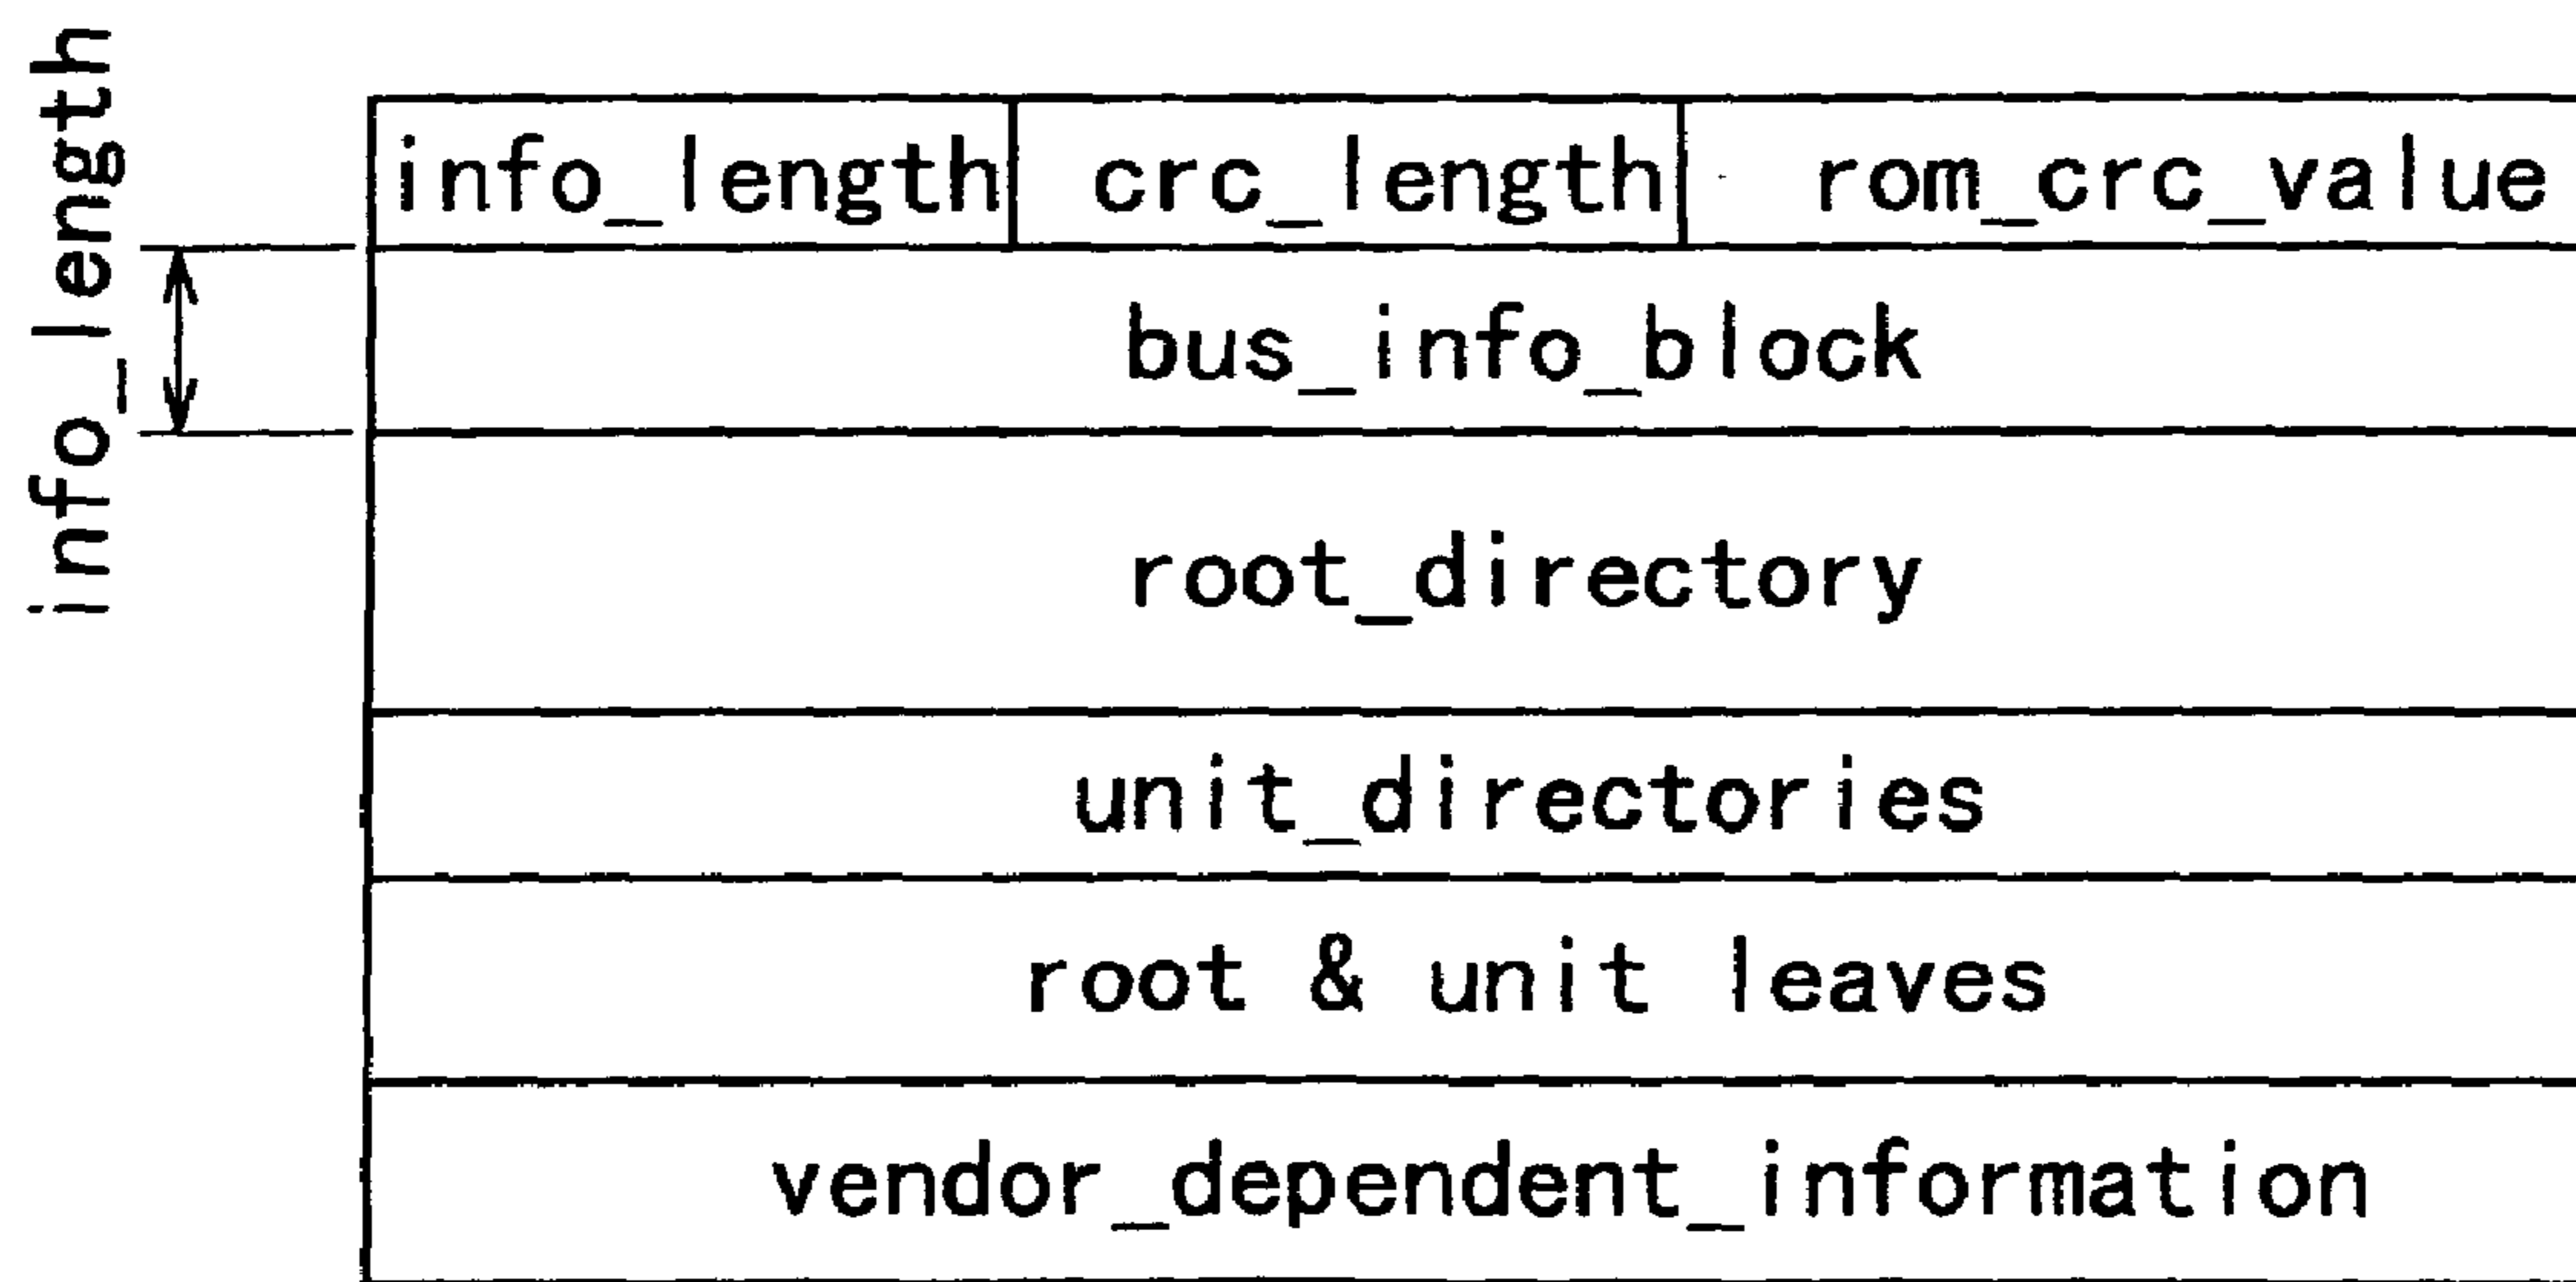 info_length
info_length crc_length rom_crc_value
bus_info_block
root_directory
unit_directories
root & unit leaves
vendor_dependent_information